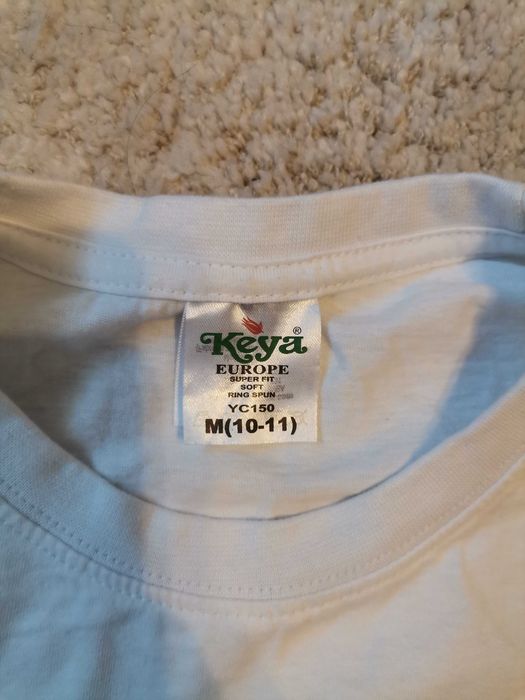 Keya®
EUROPE
SUPER FIT
SOFT
RING SPUN
YC150
M(10-11)